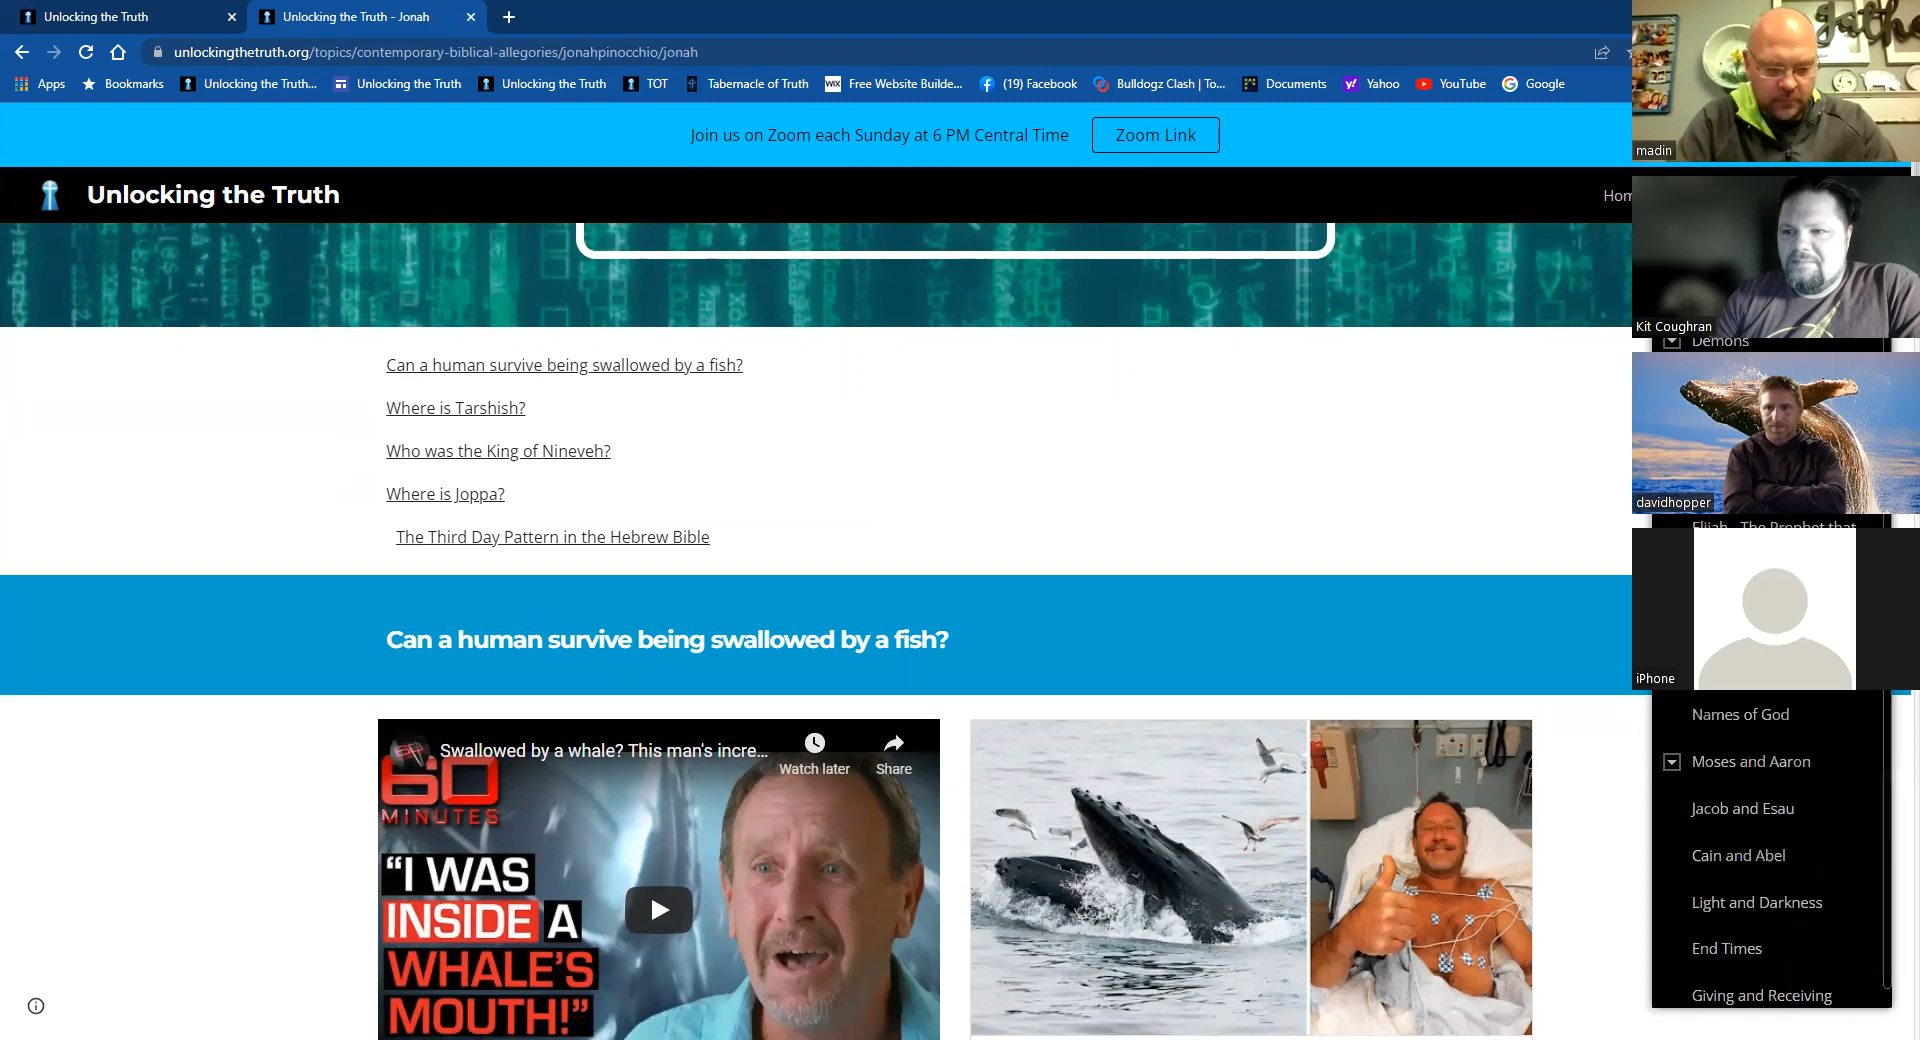 Unlocking the Truth
Unlocking the Truth - Jonah
unlockingthetruth.org/topics/contemporary-biblical-allegories/jonahpinocchio/jonah
Apps
Bookmarks
Unlocking the Truth...
Unlocking the Truth
Unlocking the Truth
TOT
Tabernacle of Truth
WIX
Free Website Builde...
(19) Facebook
Bulldogz Clash | To...
Documents
Yahoo
YouTube
Google
Join us on Zoom each Sunday at 6 PM Central Time
Zoom Link
Unlocking the Truth
Hom
madin
Kit Coughran
Demons
davidhopper
Elijah - The Prophet that
iPhone
Can a human survive being swallowed by a fish?
Where is Tarshish?
Who was the King of Nineveh?
Where is Joppa?
The Third Day Pattern in the Hebrew Bible
Can a human survive being swallowed by a fish?
Swallowed by a whale? This man's incre...
Watch later
Share
60
MINUTES
“I WAS
INSIDE A
WHALE'S
MOUTH!”
Names of God
Moses and Aaron
Jacob and Esau
Cain and Abel
Light and Darkness
End Times
Giving and Receiving